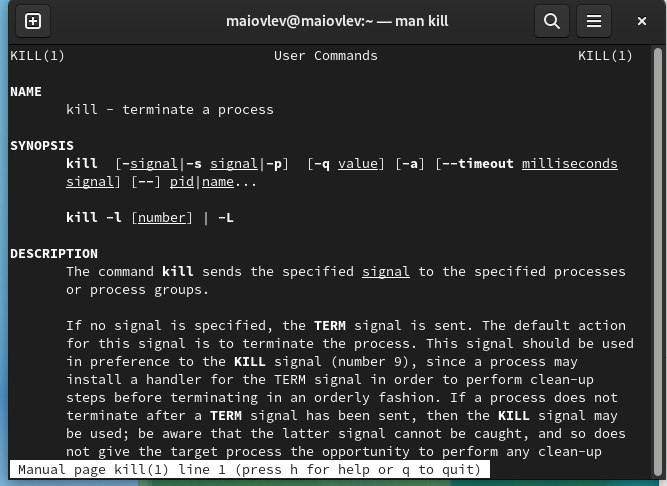 maiovlev@maiovlev:~ — man kill
KILL(1) User Commands KILL(1)
NAME
kill - terminate a process
SYNOPSIS
kill [-signal|-s signal|-p] [-q value] [-a] [--timeout milliseconds
signal] [--] pid|name...
kill -l [number] | -L
DESCRIPTION
The command kill sends the specified signal to the specified processes
or process groups.
If no signal is specified, the TERM signal is sent. The default action
for this signal is to terminate the process. This signal should be used
in preference to the KILL signal (number 9), since a process may
install a handler for the TERM signal in order to perform clean-up
steps before terminating in an orderly fashion. If a process does not
terminate after a TERM signal has been sent, then the KILL signal may
be used; be aware that the latter signal cannot be caught, and so does
not give the target process the opportunity to perform any clean-up
Manual page kill(1) line 1 (press h for help or q to quit)